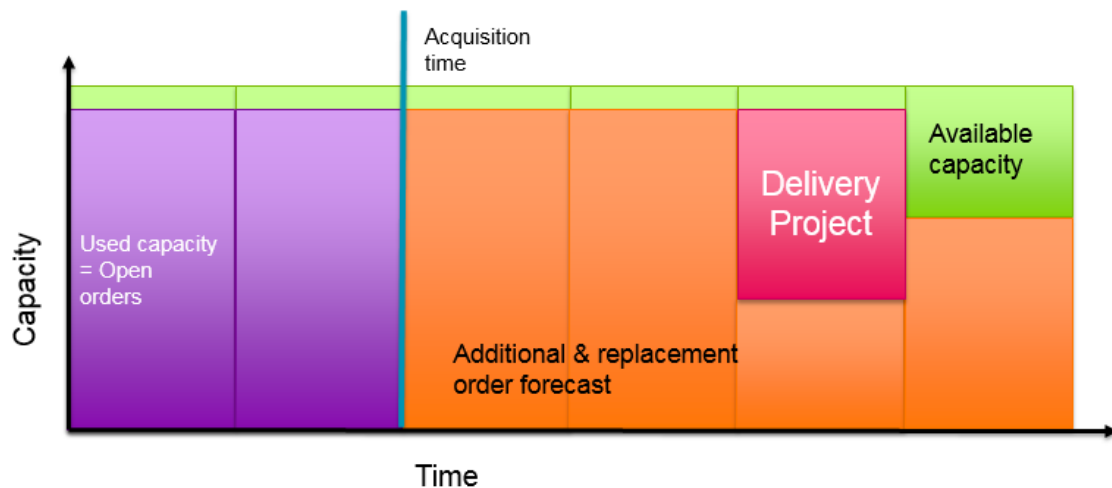 Acquisition
time
Available
capacity
Delivery
Project
Used capacity
= Open
orders
Capacity
Additional & replacement
order forecast
Time